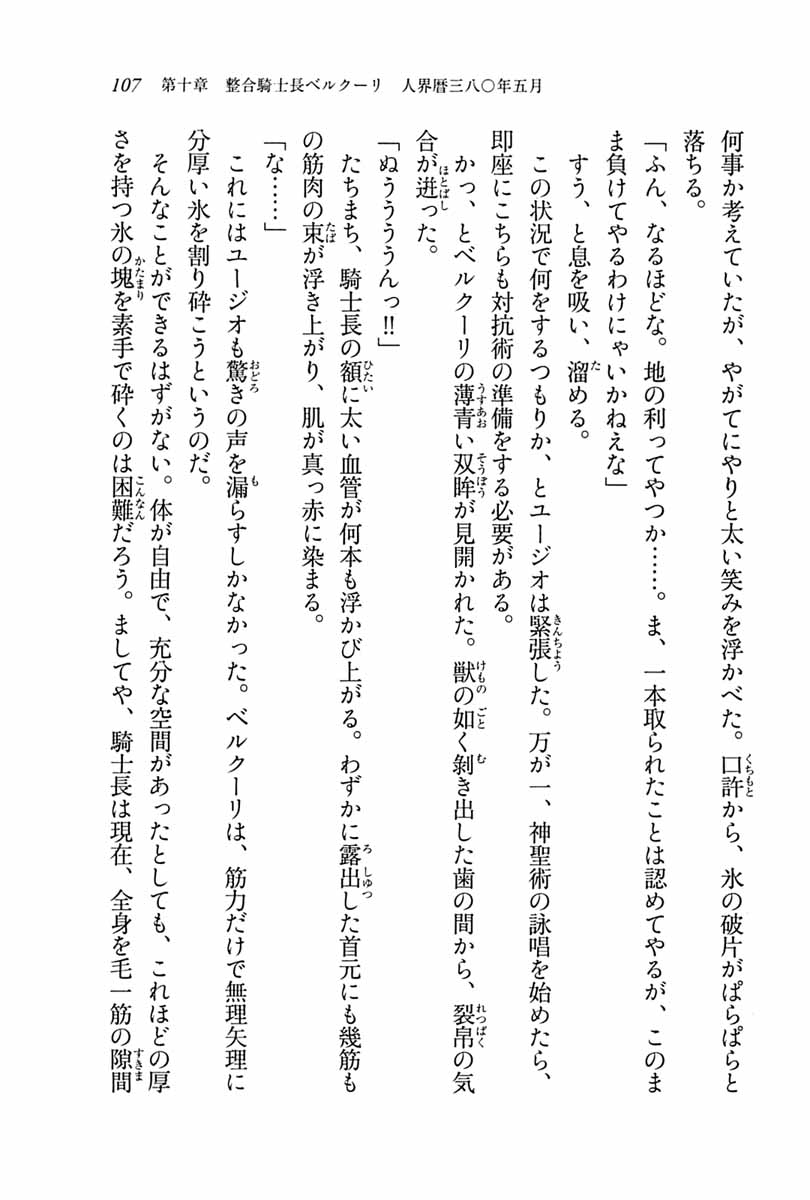 107　第十章　整合騎士長ベルクーリ　人界暦三八〇年五月
何事か考えていたが、やがてにやりと太い笑みを浮かべた。口許から、氷の破片がぱらぱらと
落ちる。
「ふん、なるほどな。地の利ってやつか……。ま、一本取られたことは認めてやるが、このま
ま負けてやるわけにゃいかねえな」
すう、と息を吸い、溜める。
この状況で何をするつもりか、とユージオは緊張した。万が一、神聖術の詠唱を始めたら、
即座にこちらも対抗術の準備をする必要がある。
かっ、とベルクーリの薄青い双眸が見開かれた。獣の如く剝き出した歯の間から、裂帛の気
合が迸った。
「ぬううううんっ!!」
たちまち、騎士長の額に太い血管が何本も浮かび上がる。わずかに露出した首元にも幾筋も
の筋肉の束が浮き上がり、肌が真っ赤に染まる。
「な……」
これにはユージオも驚きの声を漏らすしかなかった。ベルクーリは、筋力だけで無理矢理に
分厚い氷を割り砕こうというのだ。
そんなことができるはずがない。体が自由で、充分な空間があったとしても、これほどの厚
さを持つ氷の塊を素手で砕くのは困難だろう。ましてや、騎士長は現在、全身を毛一筋の隙間